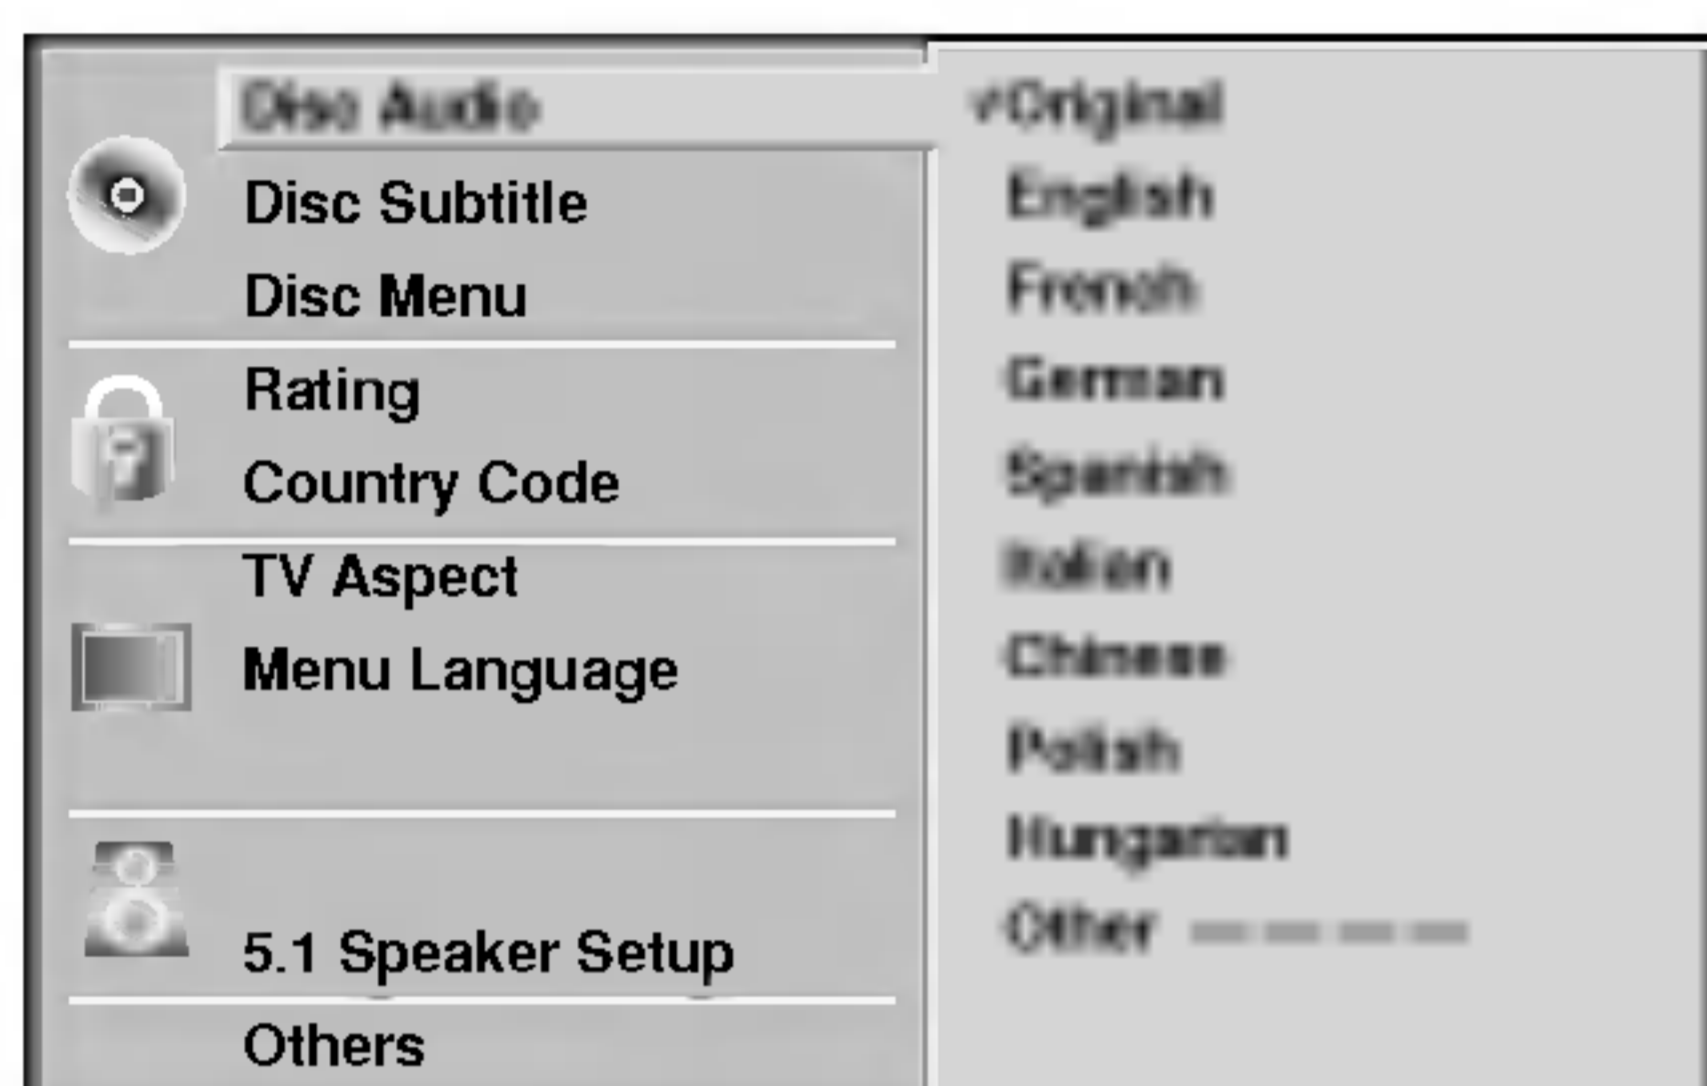 Disc Audio
Disc Subtitle
Disc Menu
Rating
Country Code
TV Aspect
Menu Language
5.1 Speaker Setup
Others
✓Original
English
French
German
Spanish
Italian
Chinese
Polish
Hungarian
Other — — — —